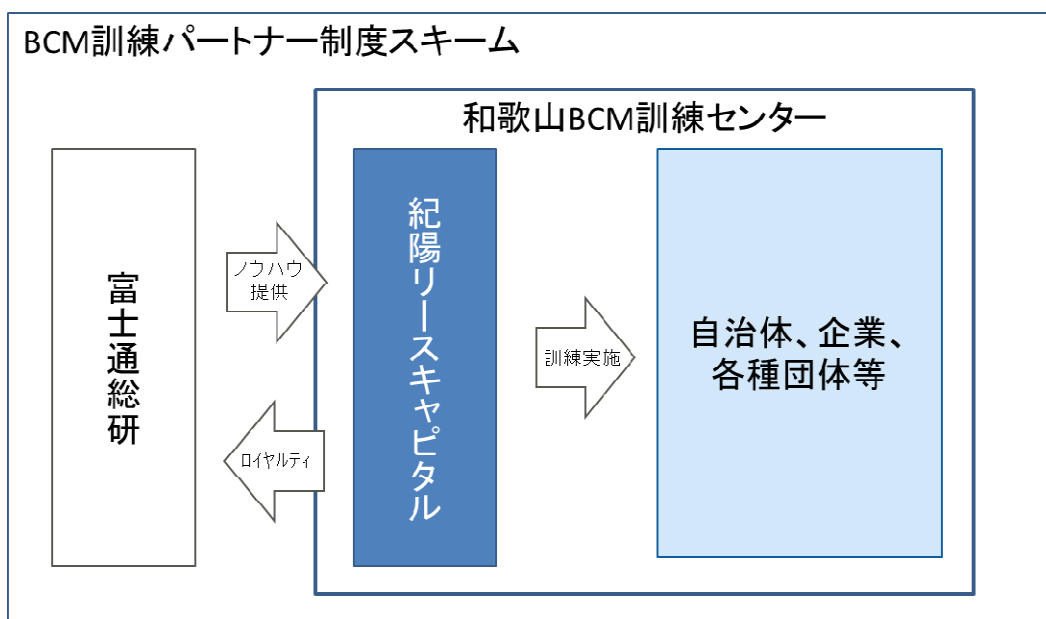 BCM訓練パートナー制度スキーム
和歌山BCM訓練センター
富士通総研
ノウハウ
提供
ロイヤルティ
紀陽リースキャピタル
訓練実施
自治体、企業、
各種団体等